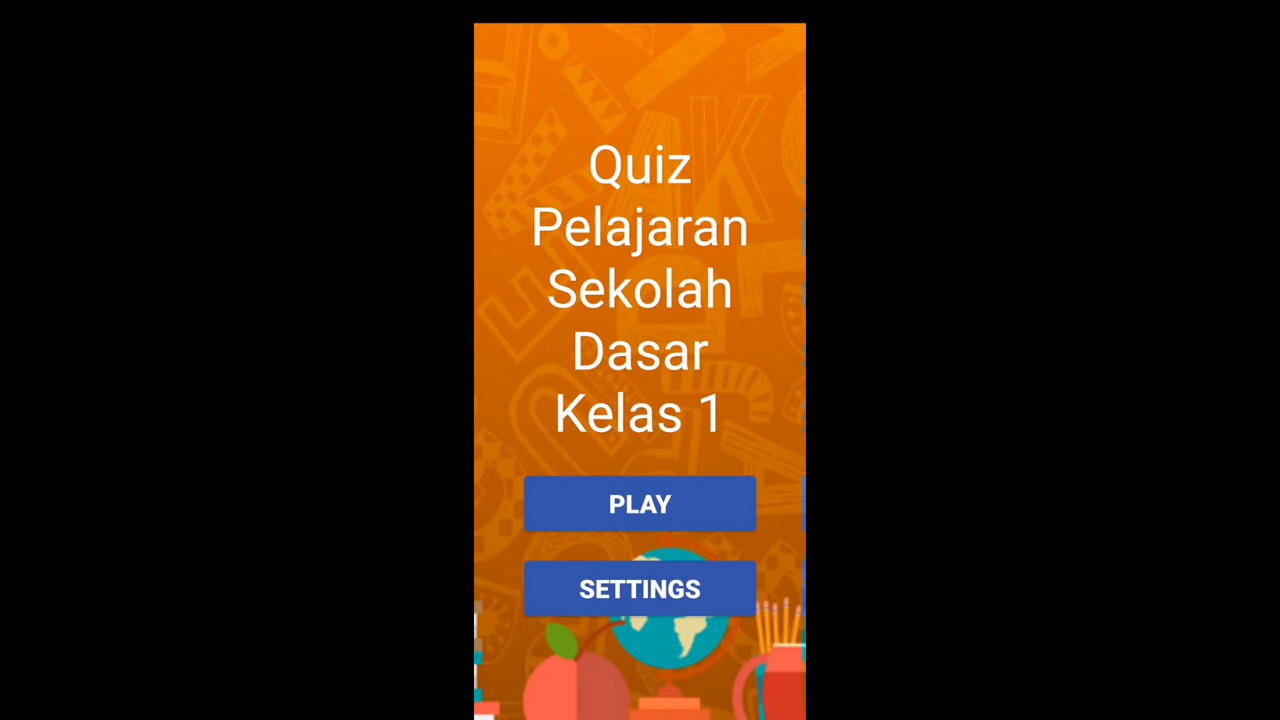 Quiz
Pelajaran
Sekolah
Dasar
Kelas 1
PLAY
SETTINGS